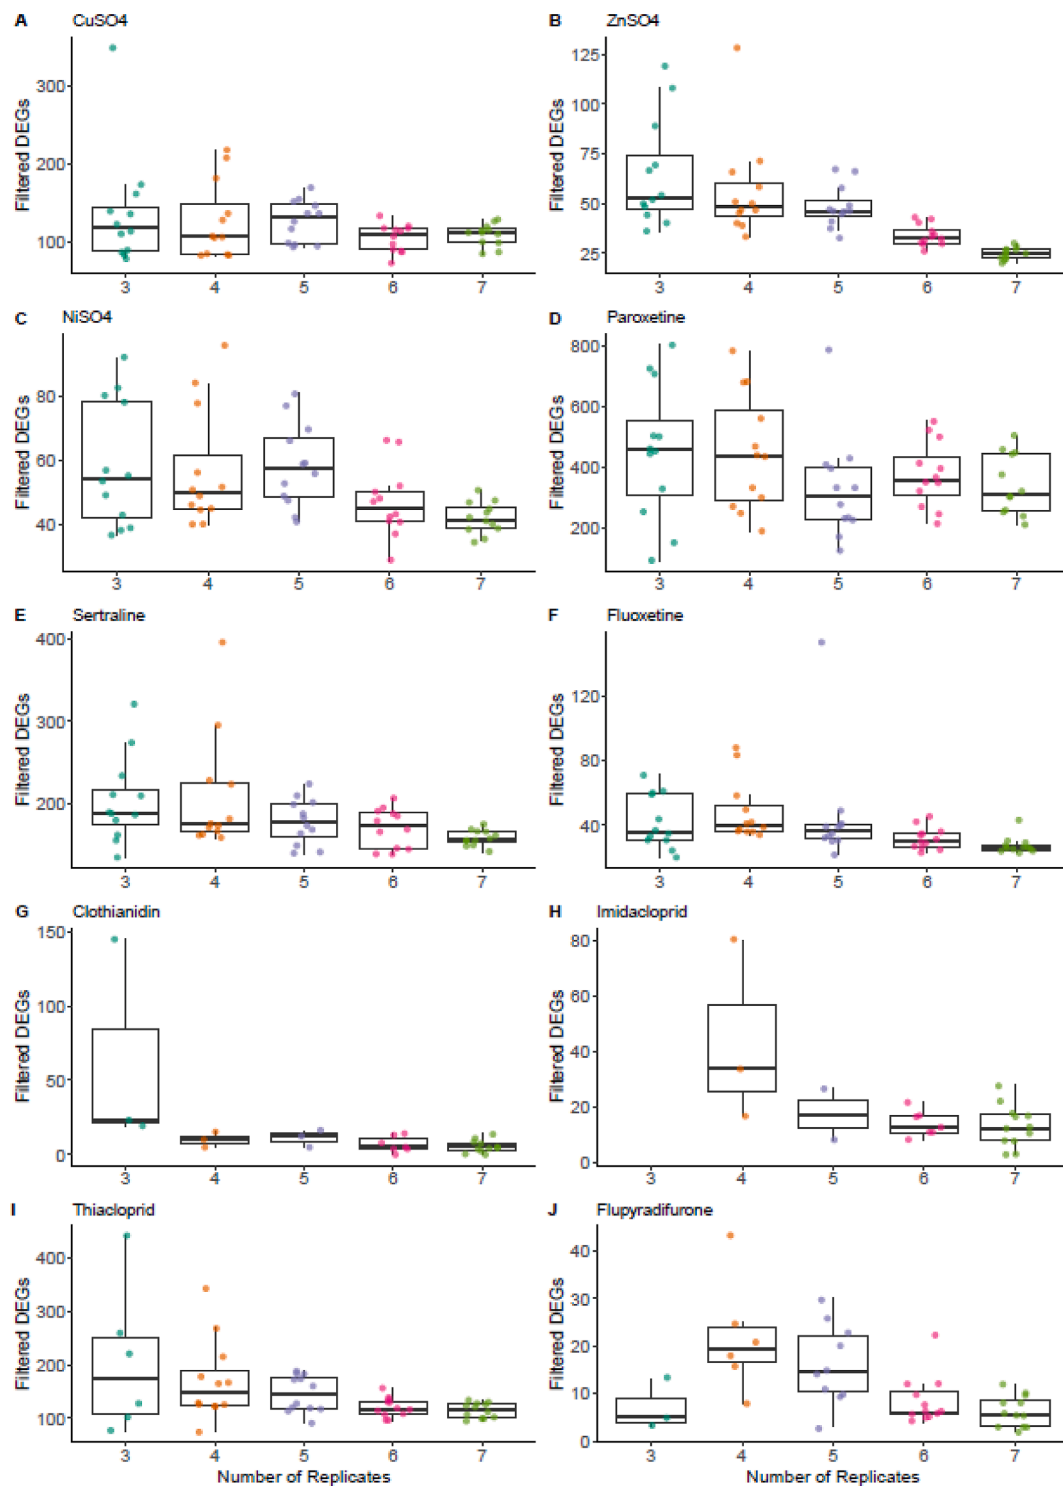 A CuSO4
Filtered DEGs
300
200
100
3 4 5 6 7
B ZnSO4
Filtered DEGs
125
100
75
50
25
3 4 5 6 7
C NiSO4
Filtered DEGs
80
60
40
3 4 5 6 7
D Paroxetine
Filtered DEGs
800
600
400
200
3 4 5 6 7
E Sertraline
Filtered DEGs
400
300
200
3 4 5 6 7
F Fluoxetine
Filtered DEGs
120
80
40
3 4 5 6 7
G Clothianidin
Filtered DEGs
150
100
50
0
3 4 5 6 7
H Imidacloprid
Filtered DEGs
80
60
40
20
0
3 4 5 6 7
I Thiacloprid
Filtered DEGs
400
300
200
100
3 4 5 6 7
Number of Replicates
J Flupyradifurone
Filtered DEGs
40
30
20
10
0
3 4 5 6 7
Number of Replicates